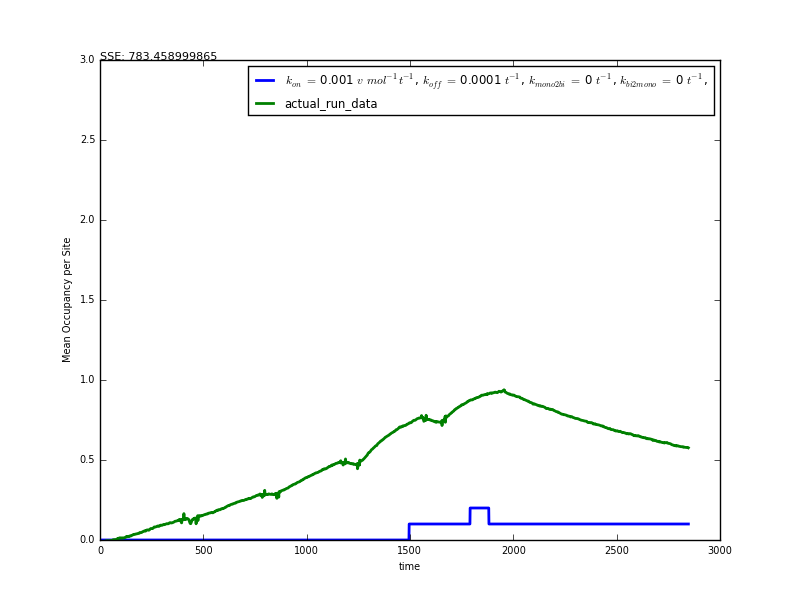 SSE: 783.458999865
k_on = 0.001 v mol^−1 t^−1, k_off = 0.0001 t^−1, k_mono2bi = 0 t^−1, k_bi2mono = 0 t^−1,
actual_run_data
3.0
2.5
2.0
1.5
1.0
0.5
0.0
Mean Occupancy per Site
0 500 1000 1500 2000 2500 3000
time